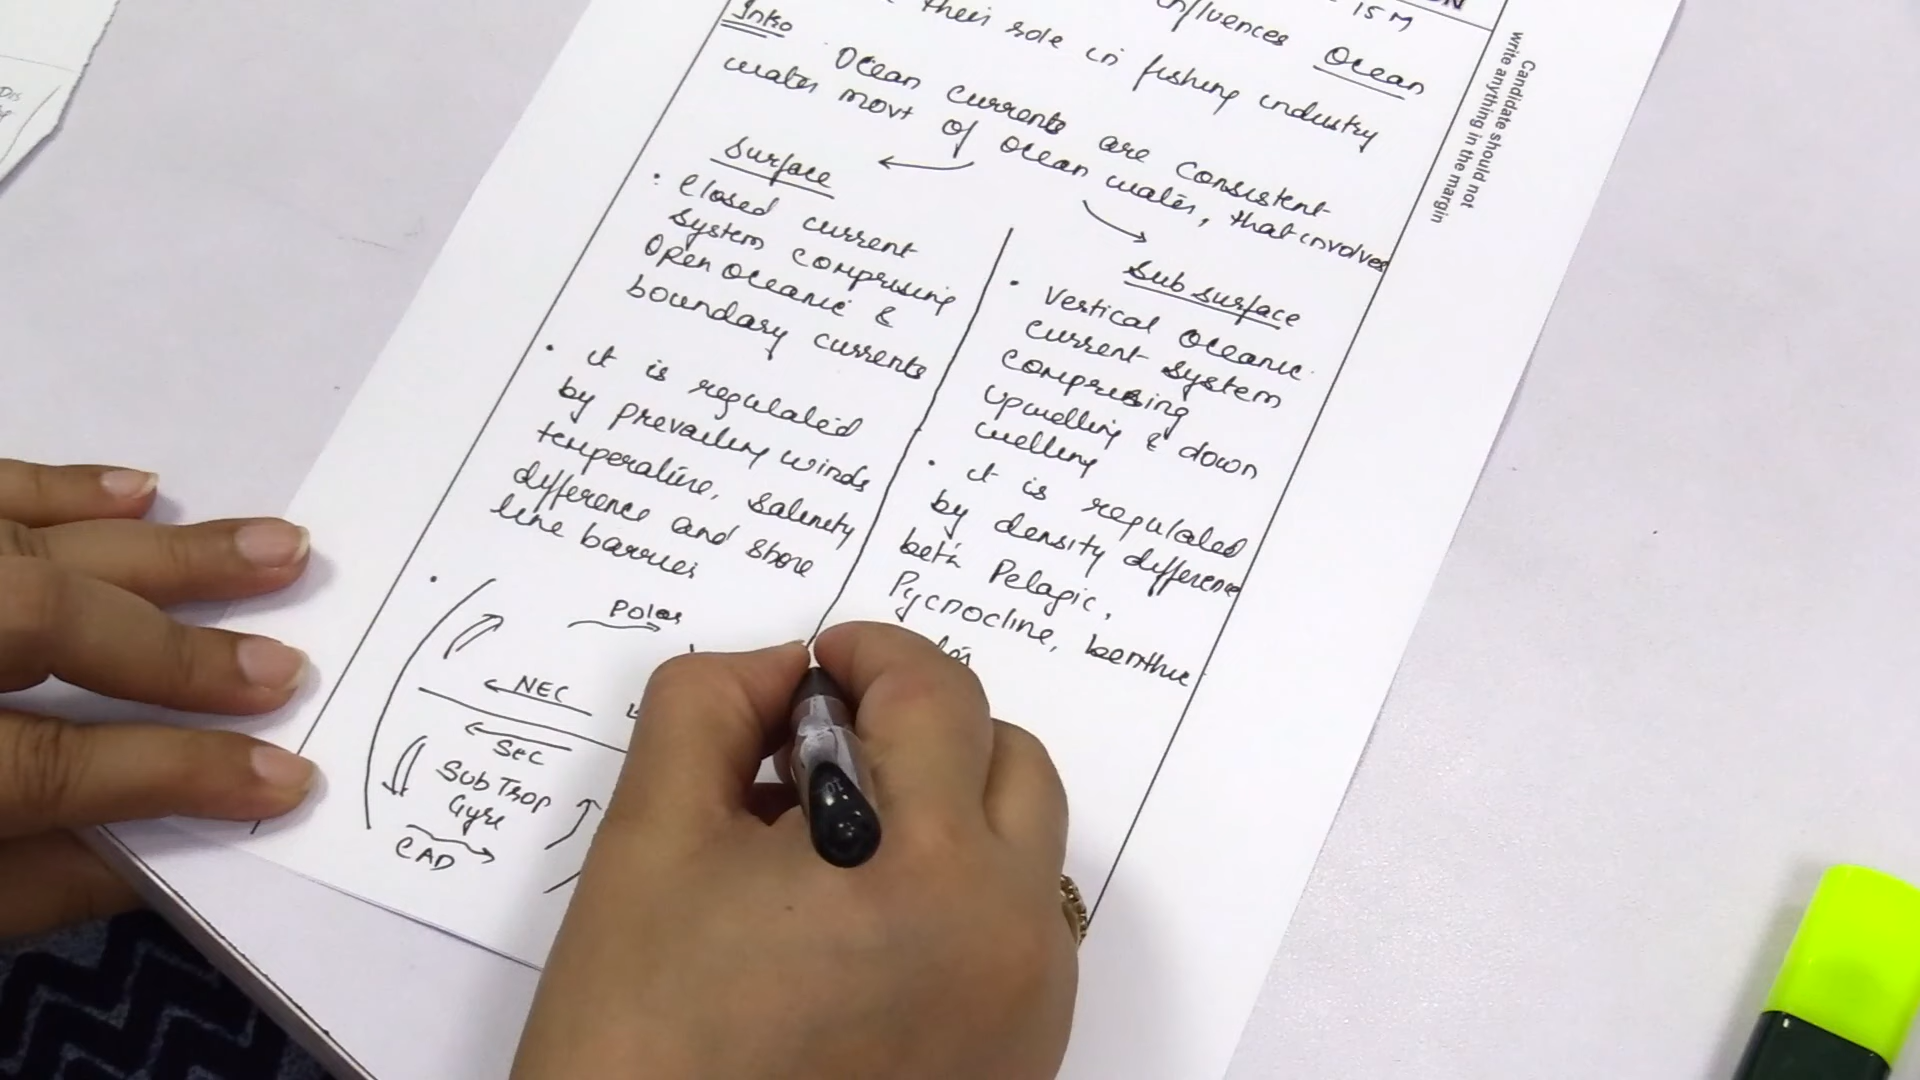 15 M
influences Ocean
their role in fishing industry
Intro
Ocean currents are consistent
water movt of ocean water, that involves
Surface
• Closed current
system comprising
open oceanic &
boundary currents
• it is regulated
by prevailing winds
temperature, salinity
difference and shore
line barrier
Polar
NEC
SEC
Sub Trop
Gyre
CAD
Sub surface
• Vertical oceanic
current system
comprising
upwelling & down
welling
• it is regulated
by density difference
betn Pelagic,
Pycnocline, benthic
Candidate should not
write anything in the margin